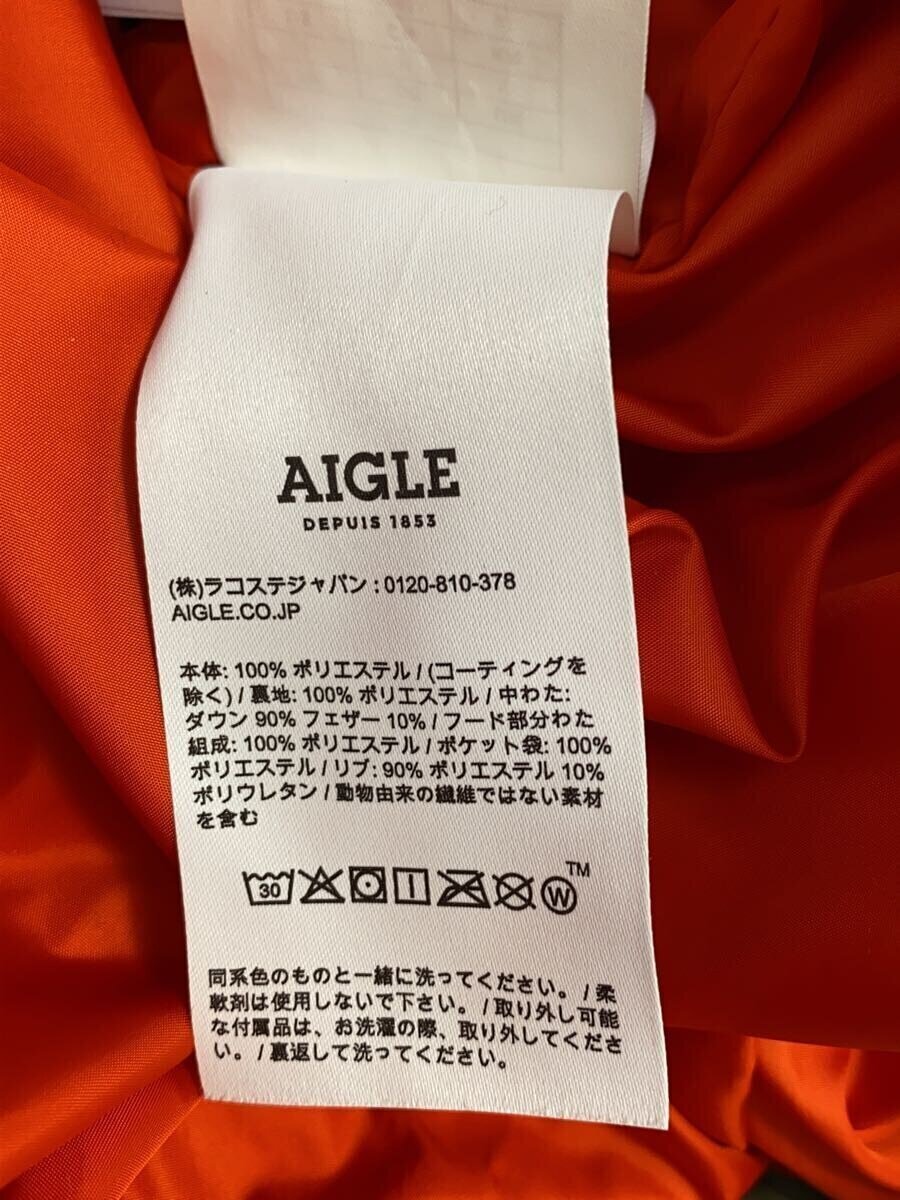 AIGLE
DEPUIS 1853
(株)ラコステジャパン : 0120-810-378
AIGLE.CO.JP
本体: 100% ポリエステル / (コーティングを
除く) / 裏地: 100% ポリエステル / 中わた:
ダウン 90% フェザー 10% / フード部分わた
組成: 100% ポリエステル / ポケット袋: 100%
ポリエステル / リブ: 90% ポリエステル 10%
ポリウレタン / 動物由来の繊維ではない素材
を含む
30 W TM
同系色のものと一緒に洗ってください。 / 柔
軟剤は使用しないで下さい。 / 取り外し可能
な付属品は、お洗濯の際、取り外してくださ
い。 / 裏返して洗ってください。